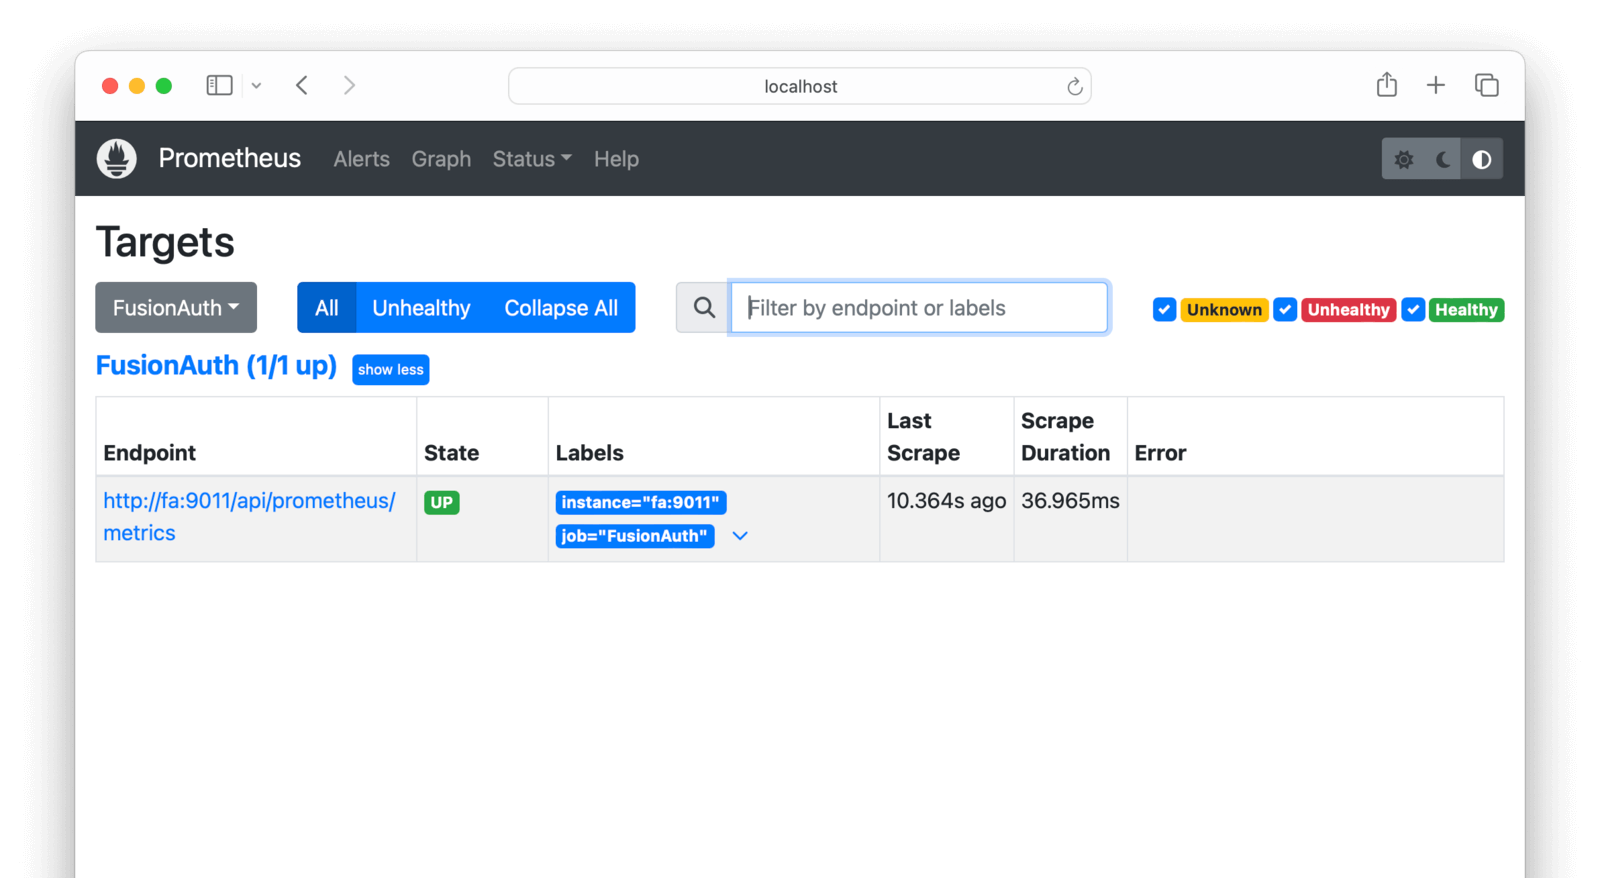 localhost
Prometheus Alerts Graph Status Help
Targets
FusionAuth All Unhealthy Collapse All Filter by endpoint or labels Unknown Unhealthy Healthy
FusionAuth (1/1 up) show less
Endpoint State Labels Last Scrape Scrape Duration Error
http://fa:9011/api/prometheus/ UP instance="fa:9011" 10.364s ago 36.965ms
metrics job="FusionAuth"